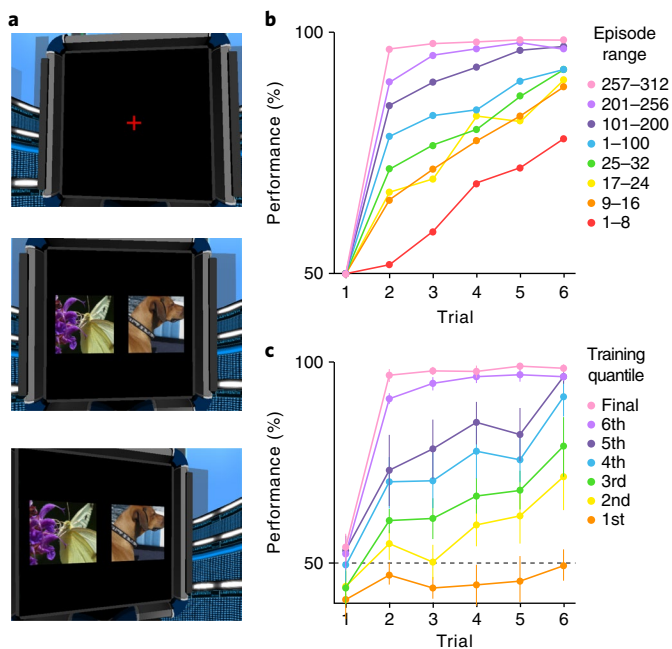 a
b
100
50
Performance (%)
1 2 3 4 5 6
Trial
Episode
range
257–312
201–256
101–200
1–100
25–32
17–24
9–16
1–8
c
100
50
Performance (%)
1 2 3 4 5 6
Trial
Training
quantile
Final
6th
5th
4th
3rd
2nd
1st